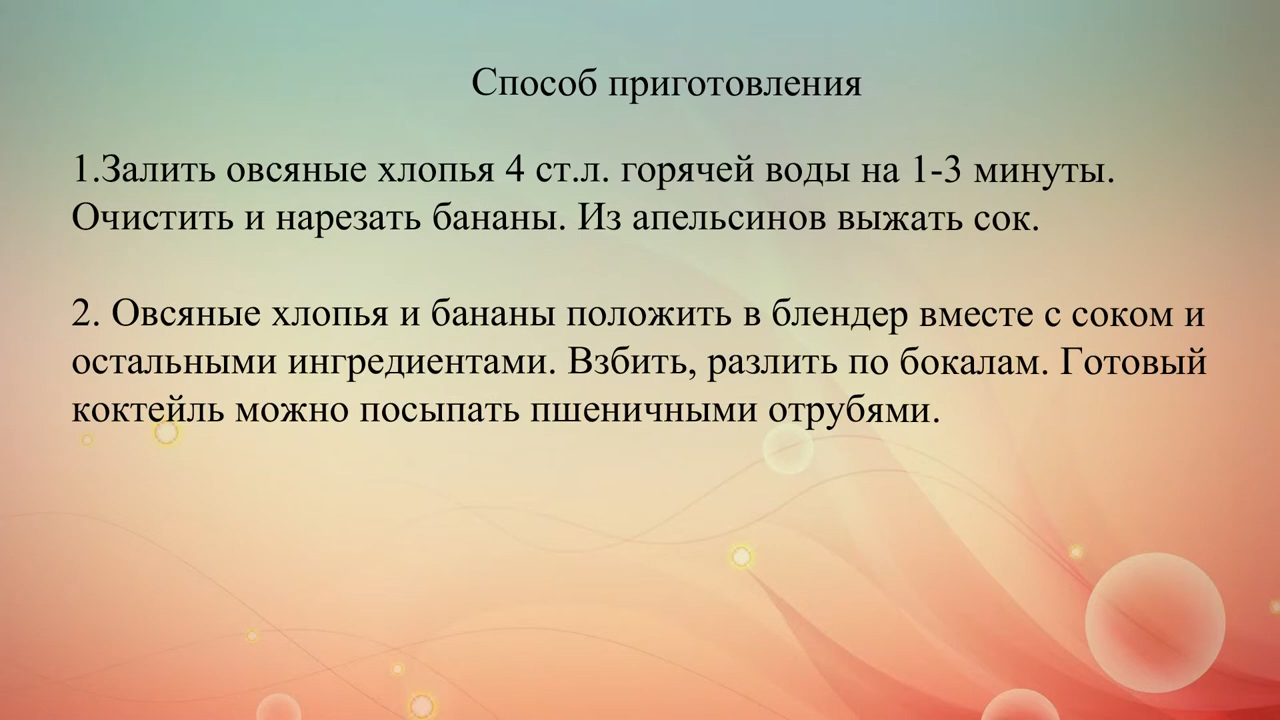 Способ приготовления
1.Залить овсяные хлопья 4 ст.л. горячей воды на 1-3 минуты.
Очистить и нарезать бананы. Из апельсинов выжать сок.
2. Овсяные хлопья и бананы положить в блендер вместе с соком и
остальными ингредиентами. Взбить, разлить по бокалам. Готовый
коктейль можно посыпать пшеничными отрубями.